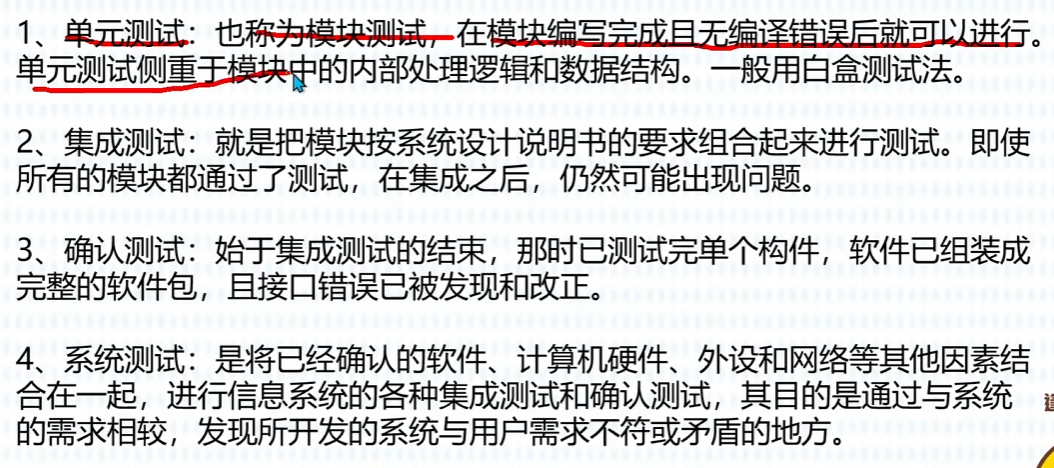 1、单元测试：也称为模块测试，在模块编写完成且无编译错误后就可以进行。
单元测试侧重于模块中的内部处理逻辑和数据结构。一般用白盒测试法。
2、集成测试：就是把模块按系统设计说明书的要求组合起来进行测试。即使
所有的模块都通过了测试，在集成之后，仍然可能出现问题。
3、确认测试：始于集成测试的结束，那时已测试完单个构件，软件已组装成
完整的软件包，且接口错误已被发现和改正。
4、系统测试：是将已经确认的软件、计算机硬件、外设和网络等其他因素结
合在一起，进行信息系统的各种集成测试和确认测试，其目的是通过与系统
的需求相较，发现所开发的系统与用户需求不符或矛盾的地方。